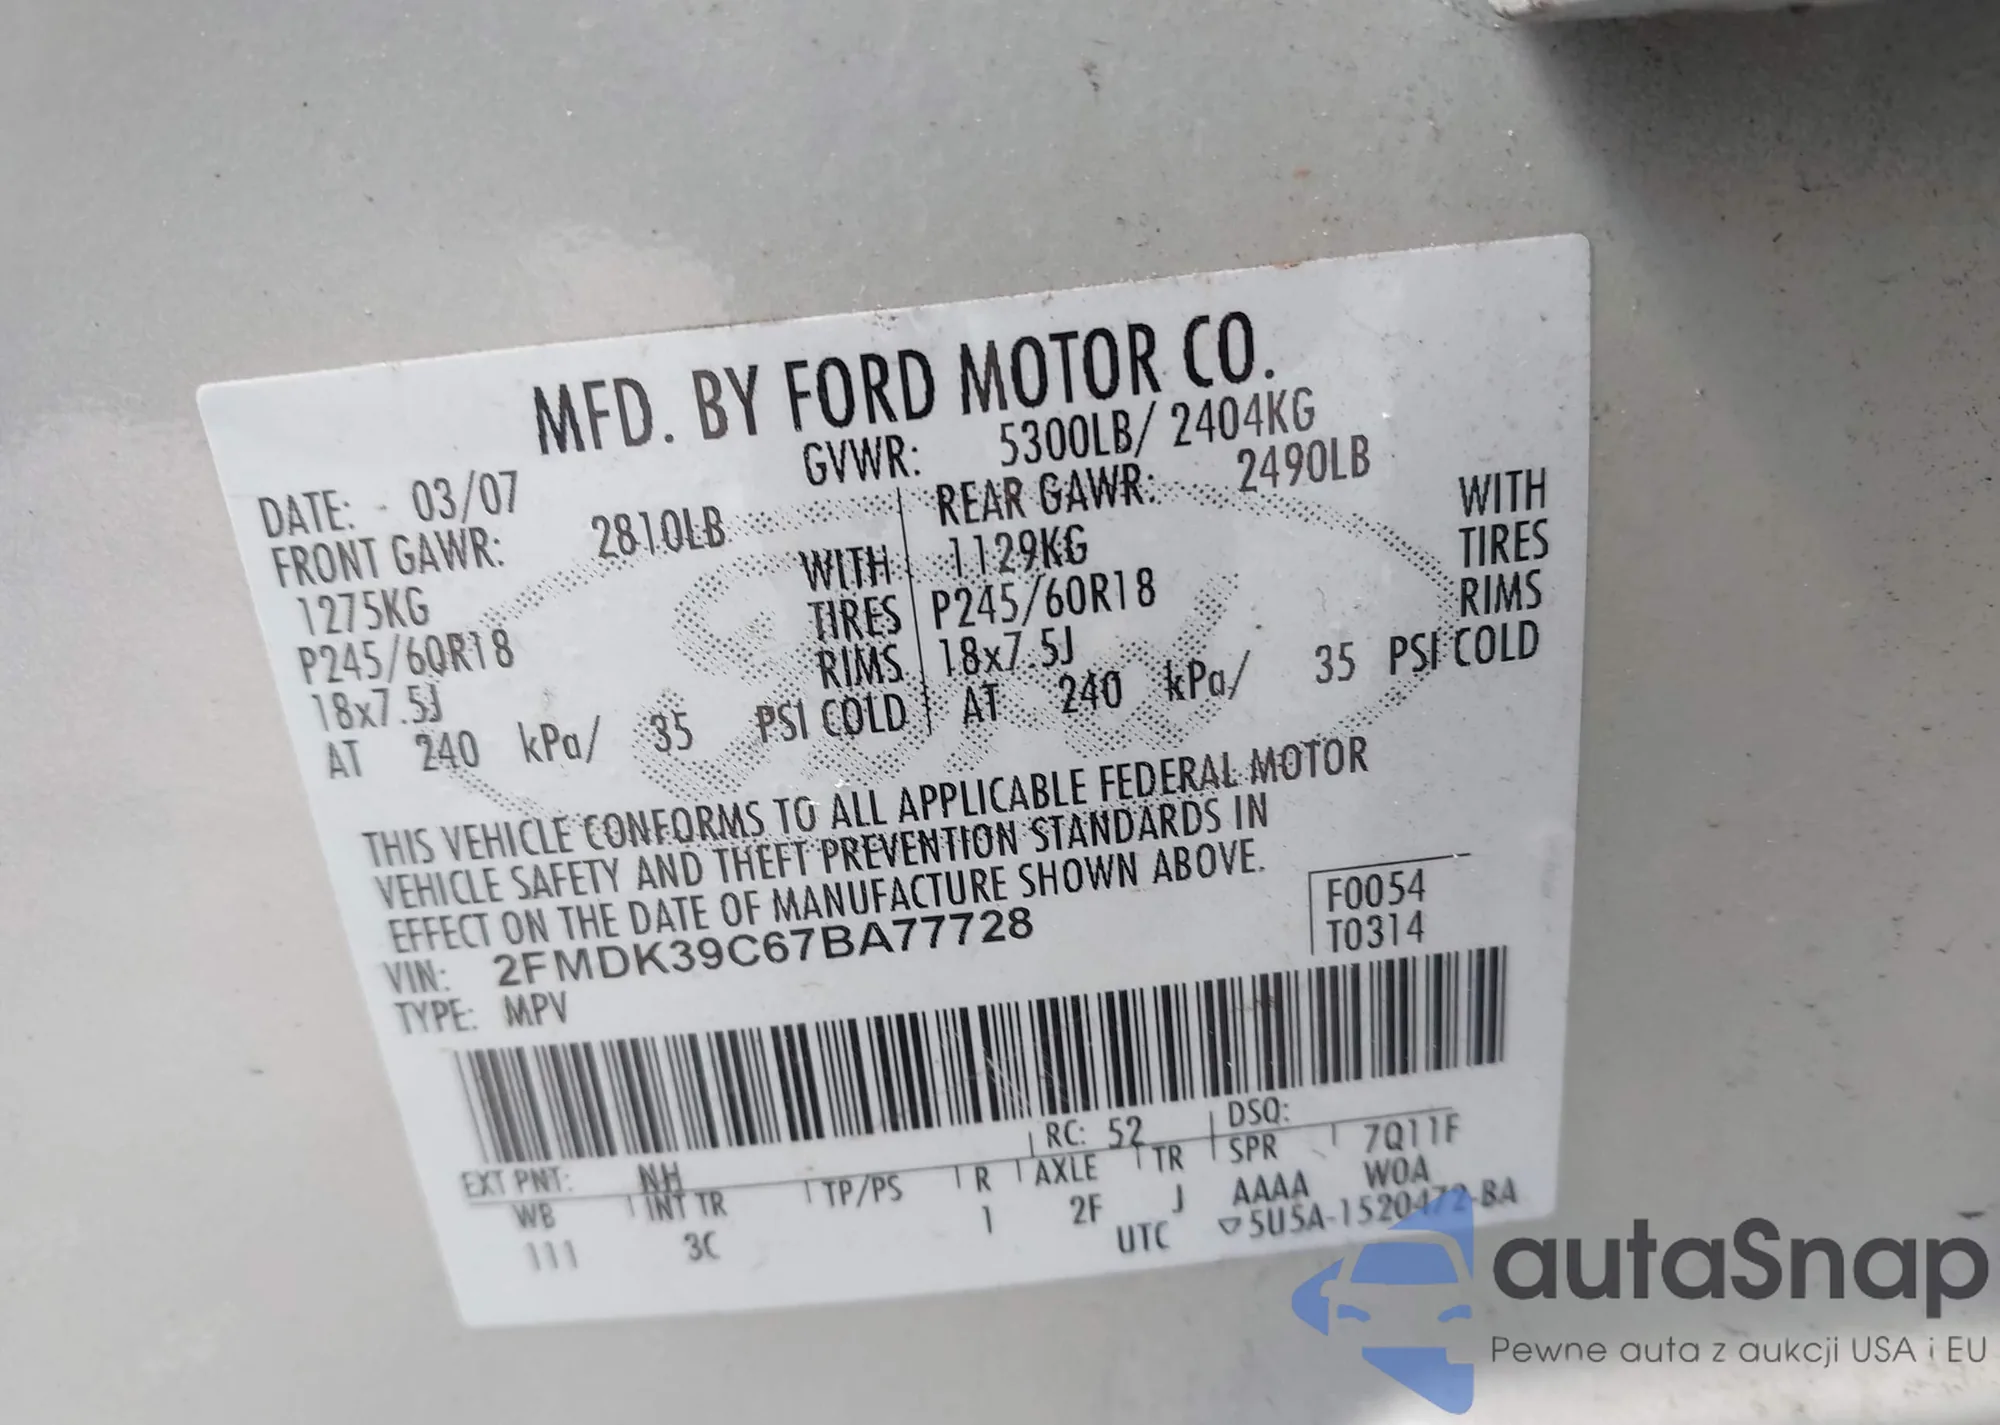 MFD. BY FORD MOTOR CO.
DATE: 03/07 GVWR: 5300LB/ 2404KG
FRONT GAWR: 2810LB REAR GAWR: 2490LB
1275KG WITH 1129KG WITH
P245/60R18 TIRES P245/60R18 TIRES
18x7.5J RIMS 18x7.5J RIMS
AT 240 kPa/ 35 PSI COLD AT 240 kPa/ 35 PSI COLD
THIS VEHICLE CONFORMS TO ALL APPLICABLE FEDERAL MOTOR
VEHICLE SAFETY AND THEFT PREVENTION STANDARDS IN
EFFECT ON THE DATE OF MANUFACTURE SHOWN ABOVE.
VIN: 2FMDK39C67BA77728
TYPE: MPV
F0054
T0314
EXT PNT: NH RC: 52 DSQ: 7Q11F
WB INT TR TP/PS R AXLE TR SPR WOA
111 3C 1 2F J AAAA
UTC ▽5U5A-1520472-BA
autaSnap
Pewne auta z aukcji USA i EU